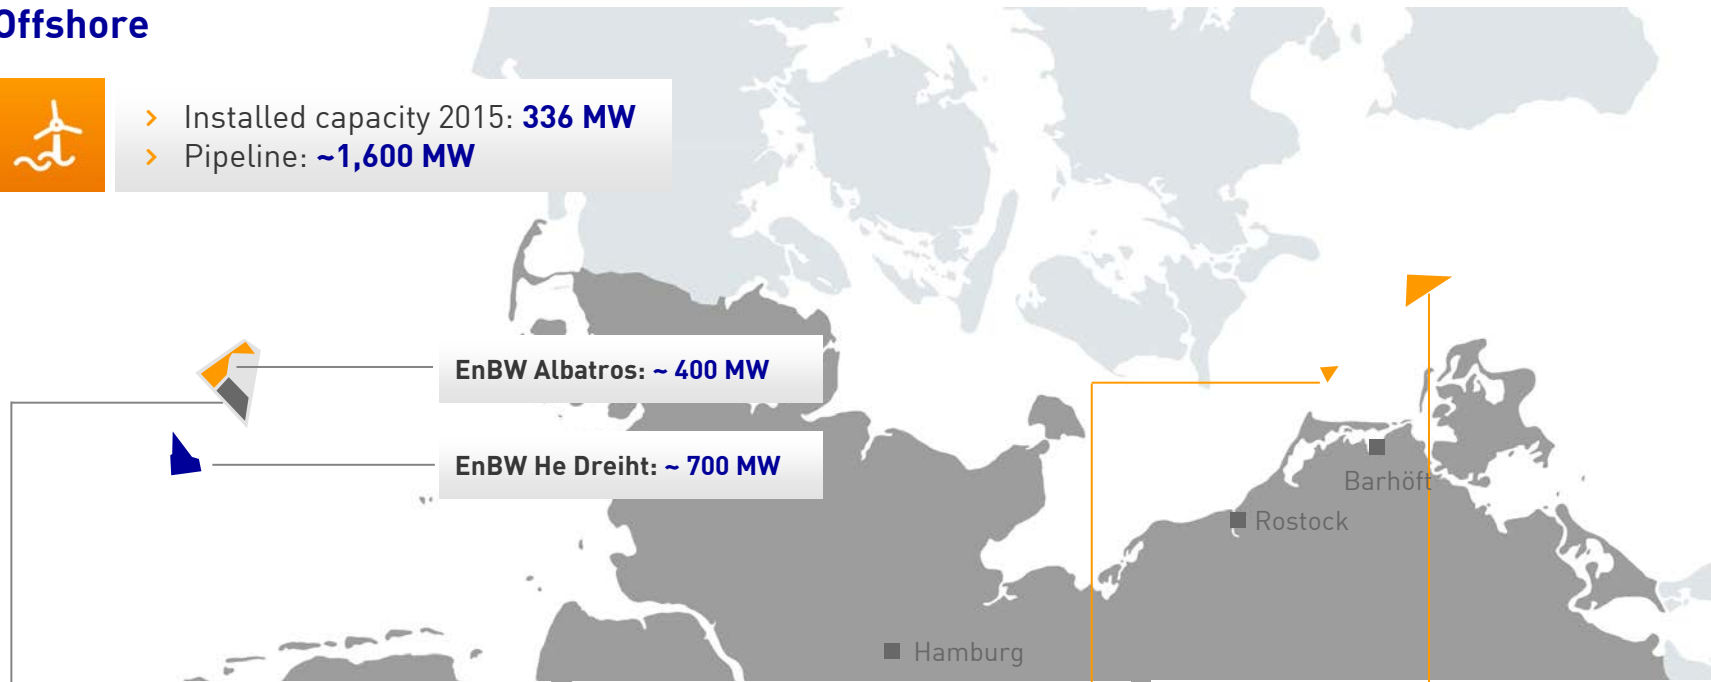 Offshore
> Installed capacity 2015: 336 MW
> Pipeline: ~1,600 MW
EnBW Albatros: ~ 400 MW
EnBW He Dreiht: ~ 700 MW
Barhöft
Rostock
Hamburg